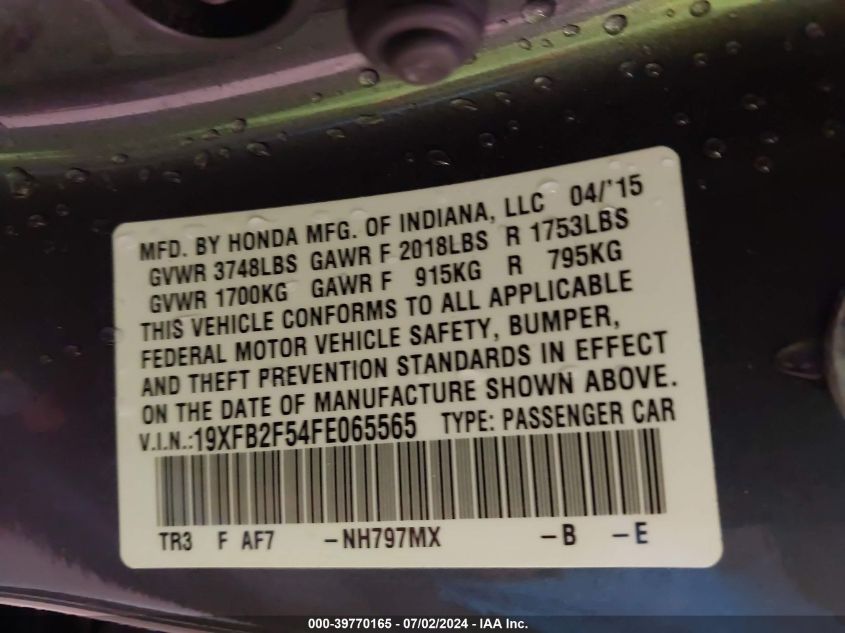 MFD. BY HONDA MFG. OF INDIANA, LLC 04/'15
GVWR 3748LBS GAWR F 2018LBS R 1753LBS
GVWR 1700KG GAWR F 915KG R 795KG
THIS VEHICLE CONFORMS TO ALL APPLICABLE
FEDERAL MOTOR VEHICLE SAFETY, BUMPER,
AND THEFT PREVENTION STANDARDS IN EFFECT
ON THE DATE OF MANUFACTURE SHOWN ABOVE.
V.I.N.:19XFB2F54FE065565 TYPE: PASSENGER CAR
TR3 F AF7 -NH797MX -B -E
000-39770165 - 07/02/2024 - IAA Inc.